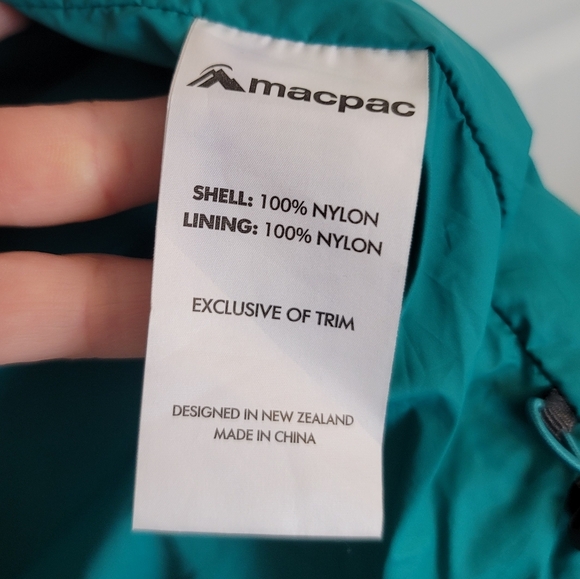 macpac
SHELL: 100% NYLON
LINING: 100% NYLON
EXCLUSIVE OF TRIM
DESIGNED IN NEW ZEALAND
MADE IN CHINA